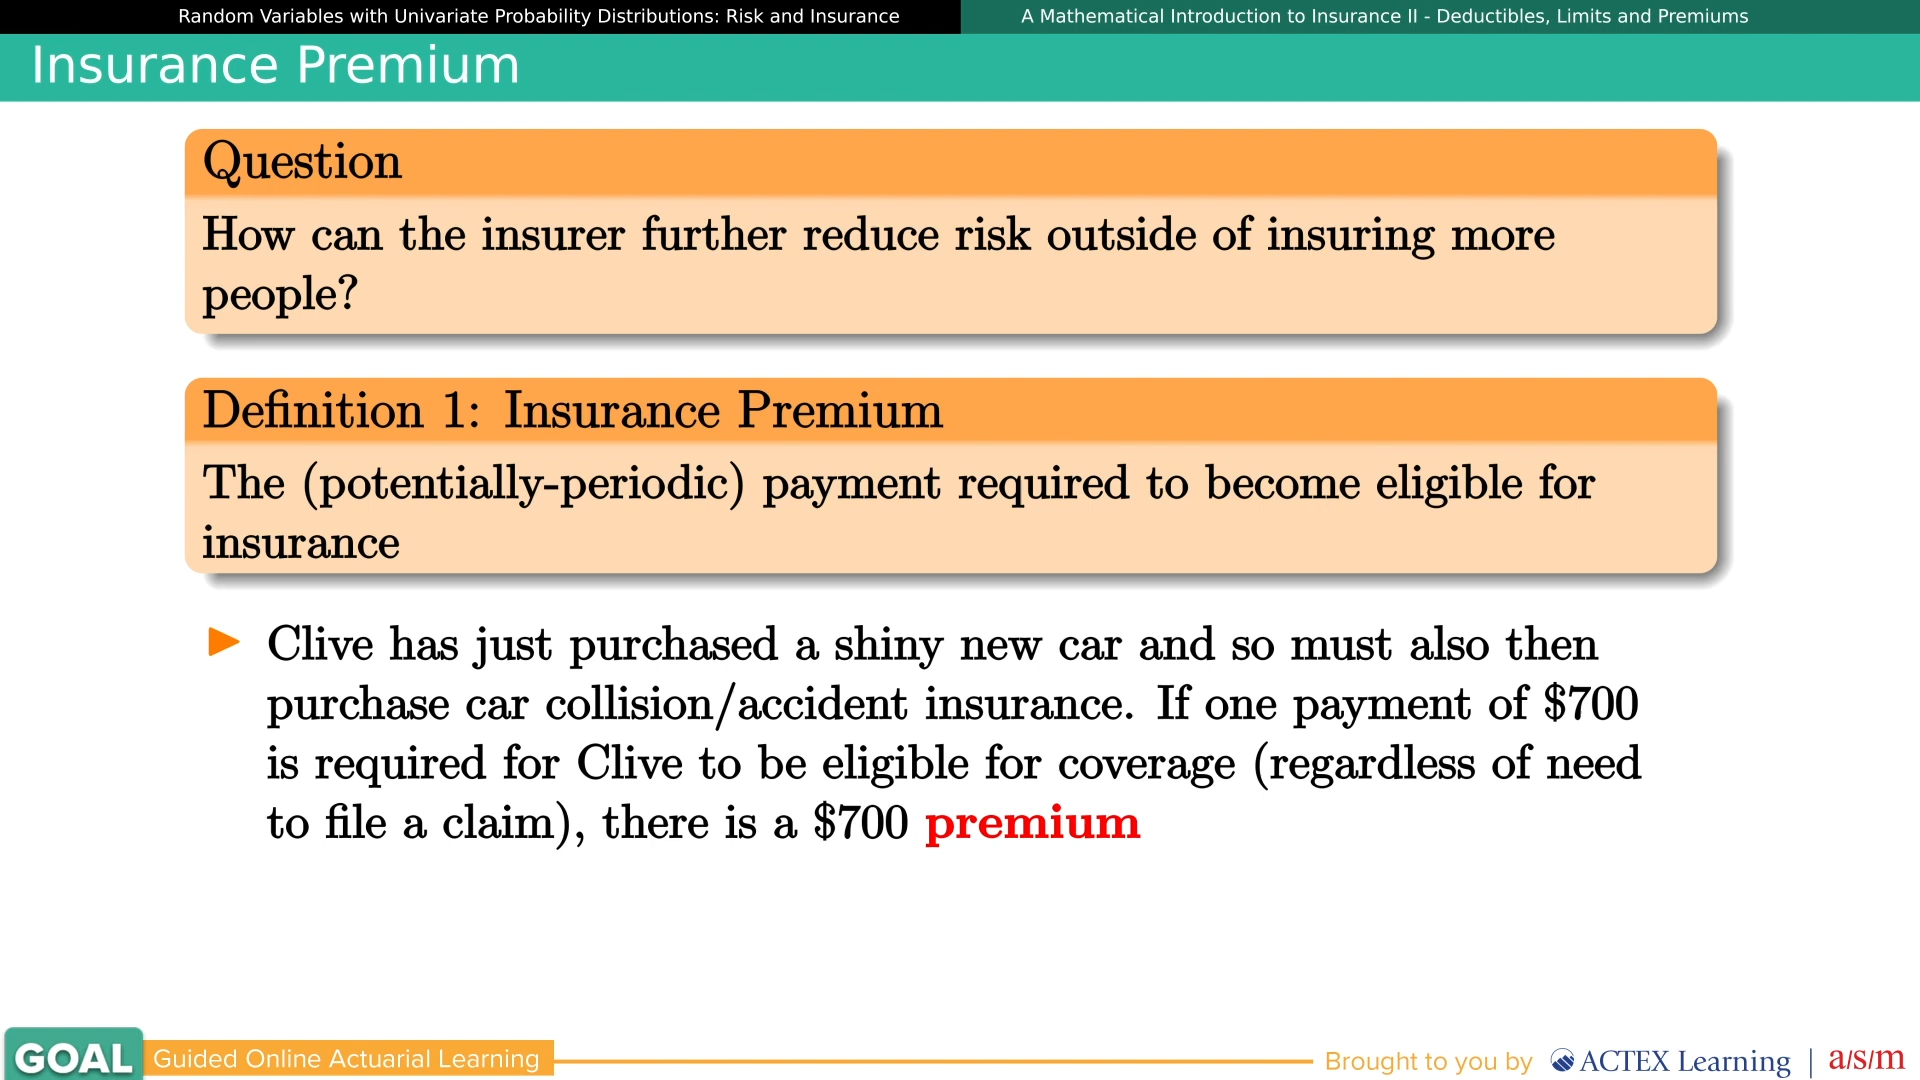 Random Variables with Univariate Probability Distributions: Risk and Insurance
A Mathematical Introduction to Insurance II - Deductibles, Limits and Premiums
Insurance Premium
Question
How can the insurer further reduce risk outside of insuring more
people?
Definition 1: Insurance Premium
The (potentially-periodic) payment required to become eligible for
insurance
Clive has just purchased a shiny new car and so must also then
purchase car collision/accident insurance. If one payment of $700
is required for Clive to be eligible for coverage (regardless of need
to file a claim), there is a $700 premium
GOAL Guided Online Actuarial Learning
Brought to you by ACTEX Learning | a/s/m